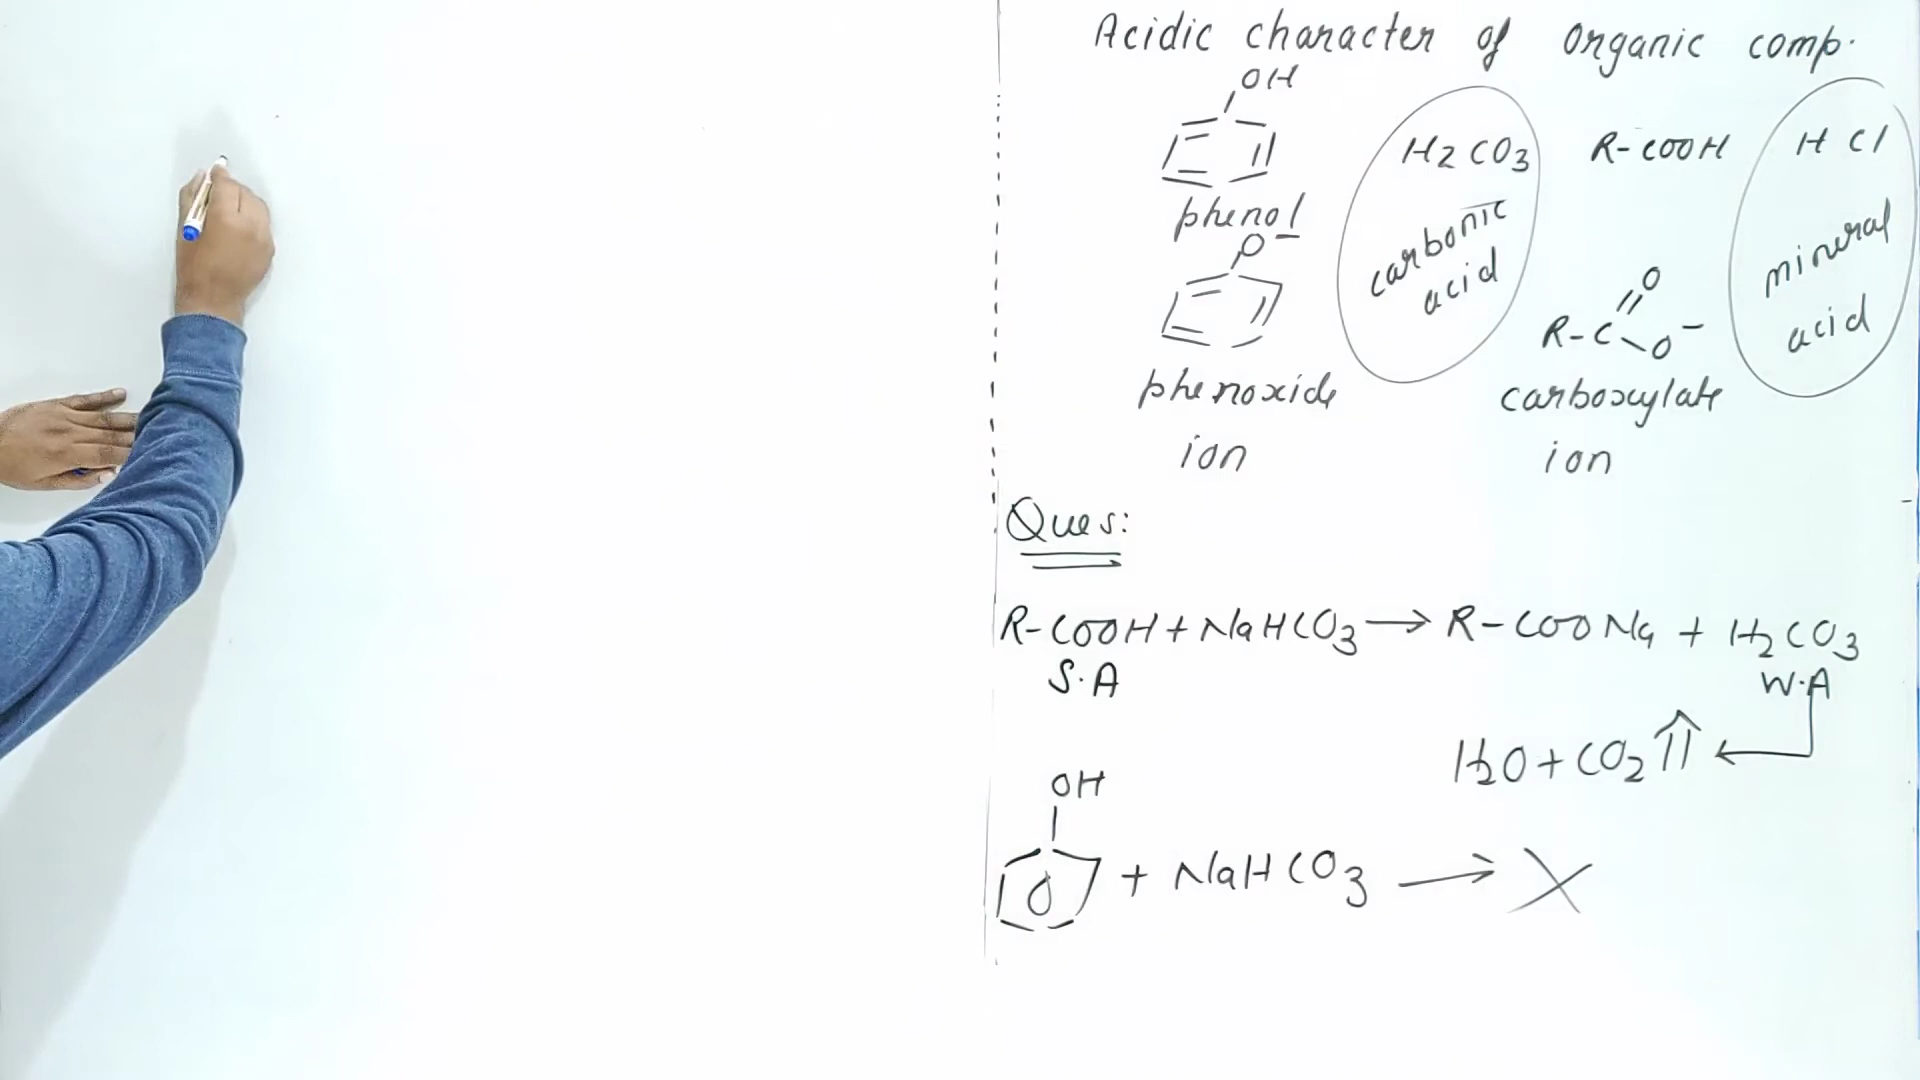 Acidic character of organic comp.
OH
phenol
H2CO3
carbonic
acid
R-COOH
HCl
mineral
acid
O-
phenoxide
ion
O
R-C O-
carboxylate
ion
Ques:
R-COOH + NaHCO3 → R-COONa + H2CO3
S.A W.A
H2O + CO2 ⇑ ←
OH
+ NaHCO3 → X